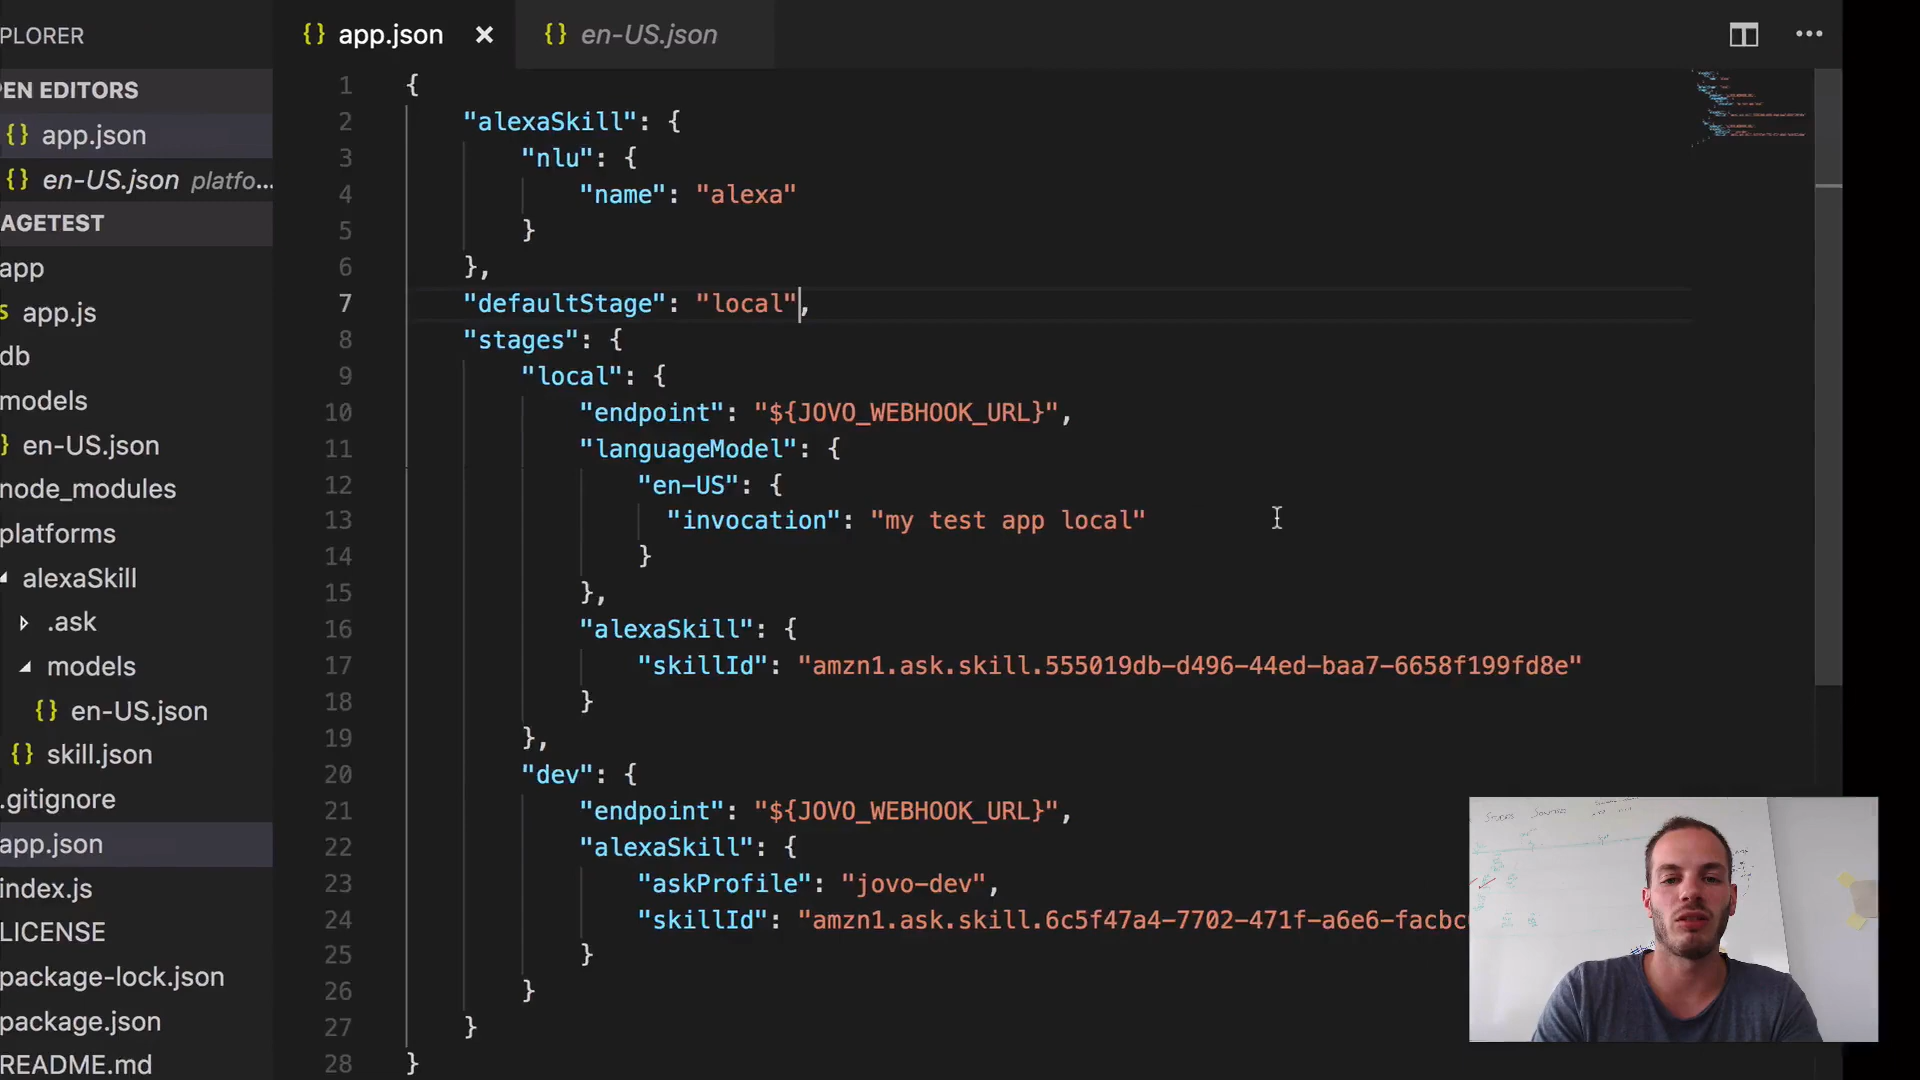 PLORER
app.json
en-US.json
PEN EDITORS
app.json
en-US.json platfo...
AGETEST
app
app.js
db
models
en-US.json
node_modules
platforms
alexaSkill
.ask
models
en-US.json
skill.json
.gitignore
app.json
index.js
LICENSE
package-lock.json
package.json
README.md
1 {
2 "alexaSkill": {
3 "nlu": {
4 "name": "alexa"
5 }
6 },
7 "defaultStage": "local",
8 "stages": {
9 "local": {
10 "endpoint": "${JOVO_WEBHOOK_URL}",
11 "languageModel": {
12 "en-US": {
13 "invocation": "my test app local"
14 }
15 },
16 "alexaSkill": {
17 "skillId": "amzn1.ask.skill.555019db-d496-44ed-baa7-6658f199fd8e"
18 }
19 },
20 "dev": {
21 "endpoint": "${JOVO_WEBHOOK_URL}",
22 "alexaSkill": {
23 "askProfile": "jovo-dev",
24 "skillId": "amzn1.ask.skill.6c5f47a4-7702-471f-a6e6-facbc
25 }
26 }
27 }
28 }